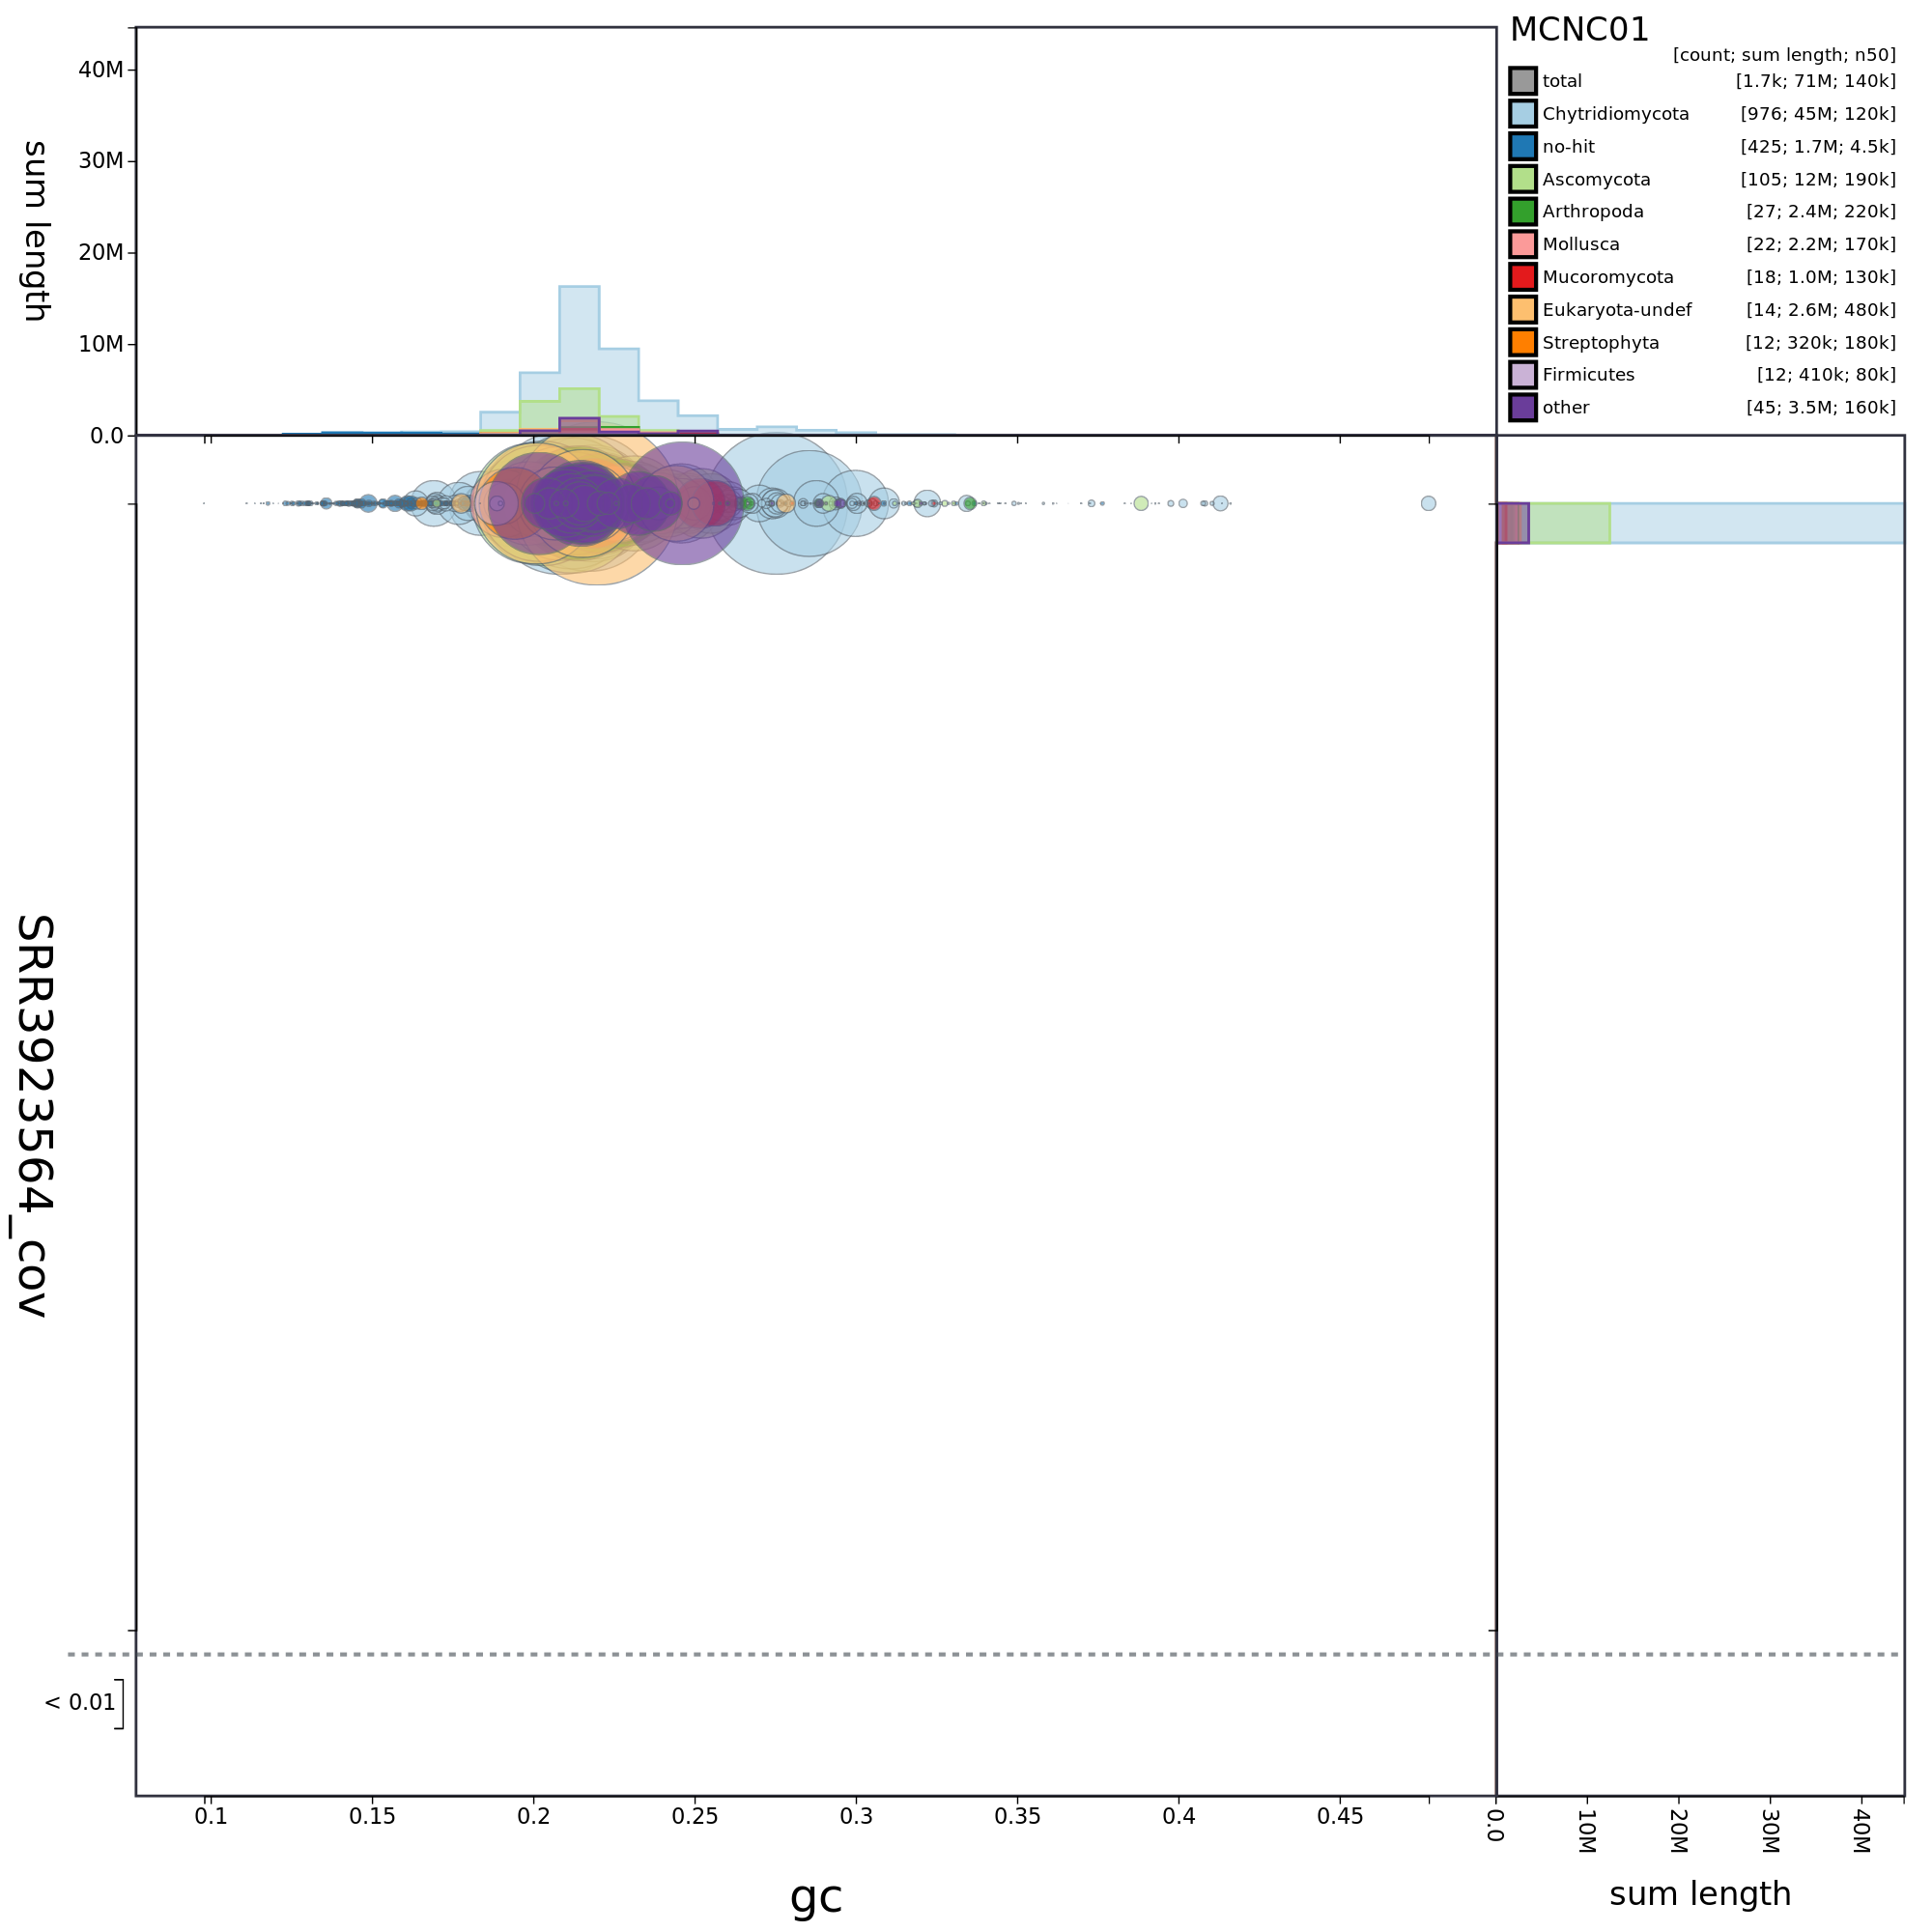 MCNC01
[count; sum length; n50]
total [1.7k; 71M; 140k]
Chytridiomycota [976; 45M; 120k]
no-hit [425; 1.7M; 4.5k]
Ascomycota [105; 12M; 190k]
Arthropoda [27; 2.4M; 220k]
Mollusca [22; 2.2M; 170k]
Mucoromycota [18; 1.0M; 130k]
Eukaryota-undef [14; 2.6M; 480k]
Streptophyta [12; 320k; 180k]
Firmicutes [12; 410k; 80k]
other [45; 3.5M; 160k]
sum length
40M
30M
20M
10M
0.0
SRR3923564_cov
< 0.01
0.1 0.15 0.2 0.25 0.3 0.35 0.4 0.45
gc
0.0 10M 20M 30M 40M
sum length